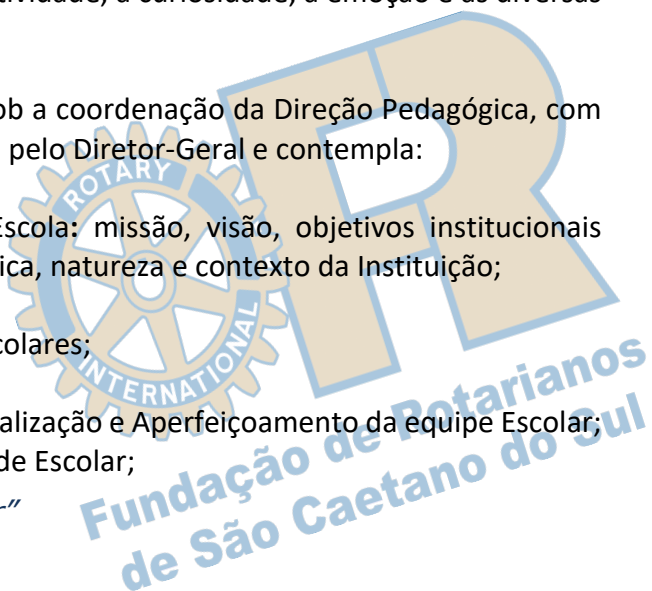 a curiosidade, a emoção e as diversas
ob a coordenação da Direção Pedagógica, com
pelo Diretor-Geral e contempla:
Escola: missão, visão, objetivos institucionais
ica, natureza e contexto da Instituição;
colares;
alização e Aperfeiçoamento da equipe Escolar;
de Escolar;
r"
ROTARY
INTERNATIONAL
R
Fundação de Rotarianos
de São Caetano do Sul